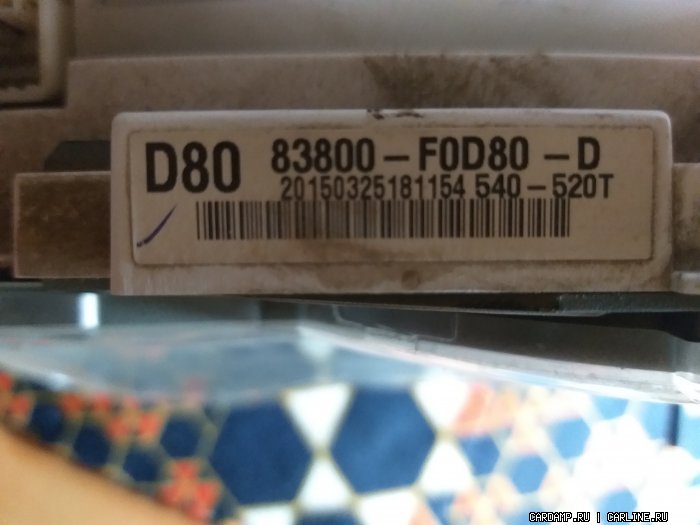 D80
83800-F0D80-D
20150325181154 540-520T
CARDAMP.RU | CARLINE.RU